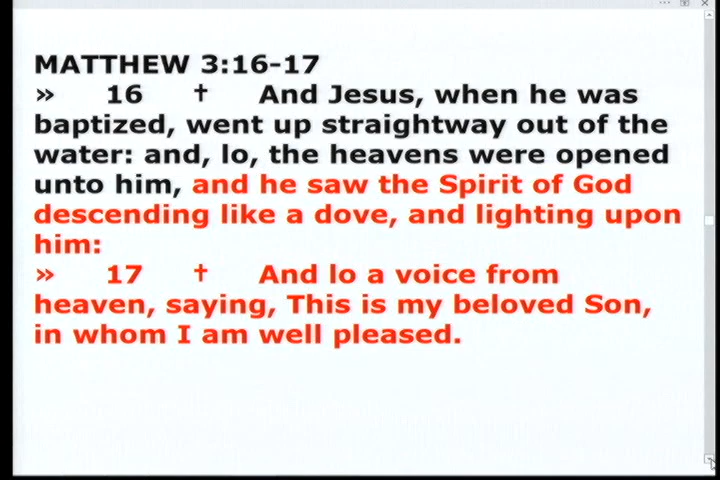 MATTHEW 3:16-17
» 16 † And Jesus, when he was
baptized, went up straightway out of the
water: and, lo, the heavens were opened
unto him, and he saw the Spirit of God
descending like a dove, and lighting upon
him:
» 17 † And lo a voice from
heaven, saying, This is my beloved Son,
in whom I am well pleased.